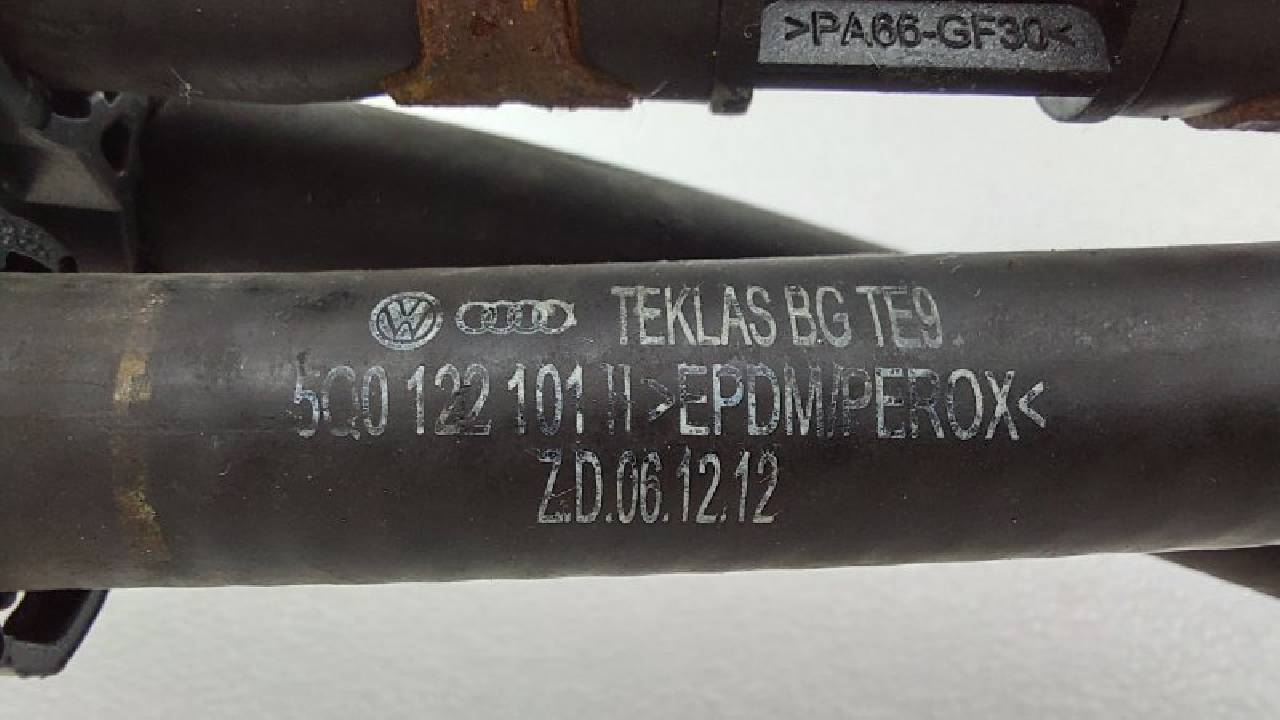 >PA66-GF30<
TEKLAS BG TE9
5Q0 122 101 >EPDM/PEROX<
Z.D.06.12.12